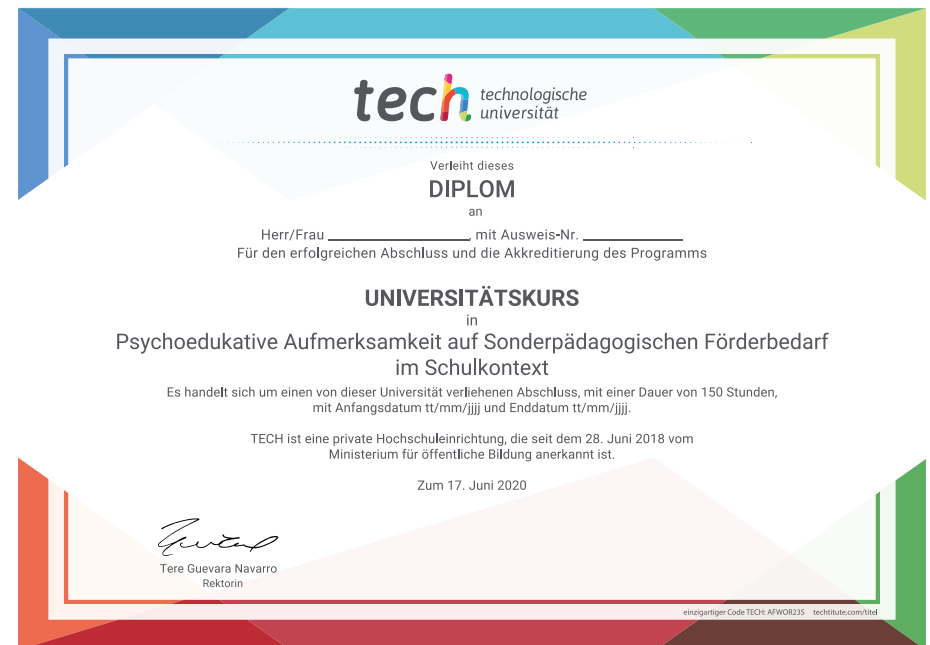 tech technologische
universität
Verleiht dieses
DIPLOM
an
Herr/Frau ____________, mit Ausweis-Nr. ____________
Für den erfolgreichen Abschluss und die Akkreditierung des Programms
UNIVERSITÄTSKURS
in
Psychoedukative Aufmerksamkeit auf Sonderpädagogischen Förderbedarf
im Schulkontext
Es handelt sich um einen von dieser Universität verliehenen Abschluss, mit einer Dauer von 150 Stunden,
mit Anfangsdatum tt/mm/jjjj und Enddatum tt/mm/jjjj.
TECH ist eine private Hochschuleinrichtung, die seit dem 28. Juni 2018 vom
Ministerium für öffentliche Bildung anerkannt ist.
Zum 17. Juni 2020
Tere Guevara Navarro
Rektorin
einzigartiger Code TECH: AFWOR23S techtitute.com/titel